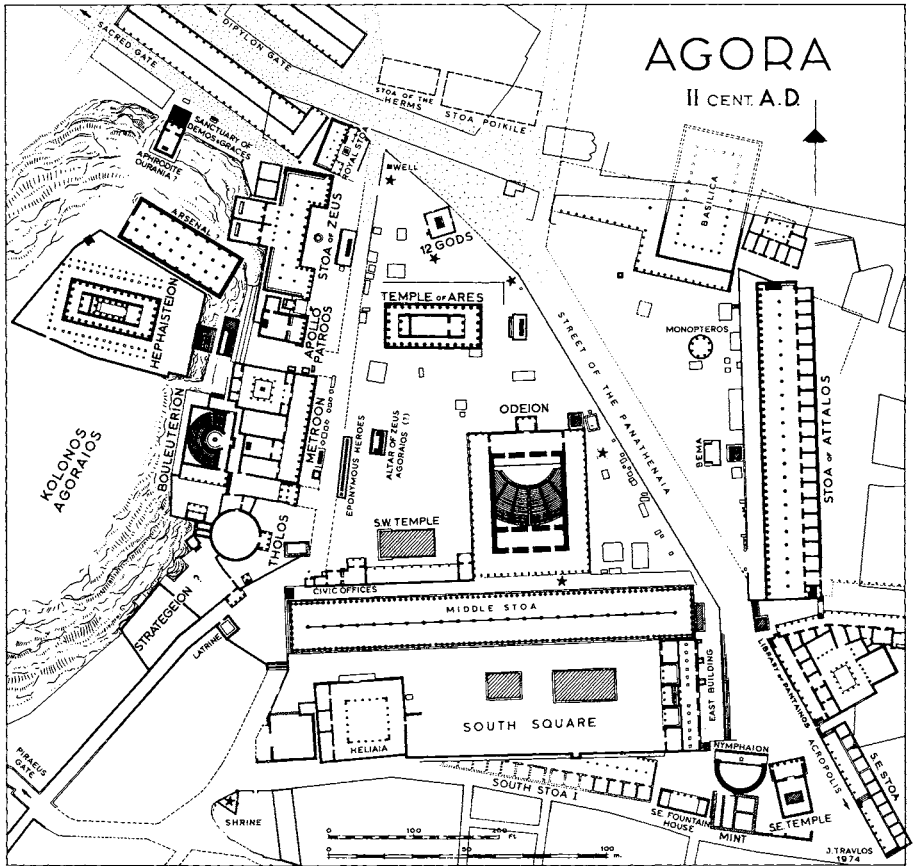 AGORA
II CENT. A.D.
SACRED GATE
DIPYLON GATE
STOA OF THE
HERMS
STOA POIKILE
SANCTUARY OF
DEMOS & GRACES
APHRODITE
OURANIA ?
ROYAL STOA
WELL
BASILICA
ARSENAL
STOA OF ZEUS
12 GODS
HEPHAISTEION
TEMPLE OF ARES
APOLLO
PATROOS
STREET OF THE PANATHENAIA
MONOPTEROS
KOLONOS
AGORAIOS
BOULEUTERION
METROON
EPONYMOUS HEROES
ALTAR OF ZEUS
AGORAIOS (?)
ODEION
BEMA
STOA OF ATTALOS
THOLOS
S.W. TEMPLE
STRATEGEION ?
CIVIC OFFICES
MIDDLE STOA
LATRINE
LIBRARY OF PANTAINOS
EAST BUILDING
SOUTH SQUARE
HELIAIA
PIRAEUS
GATE
NYMPHAION
ACROPOLIS
S.E. STOA
SOUTH STOA I
S.E. FOUNTAIN
HOUSE
MINT
S.E. TEMPLE
SHRINE
0 100 200
FT.
0 50 100
m.
J. TRAVLOS
1974